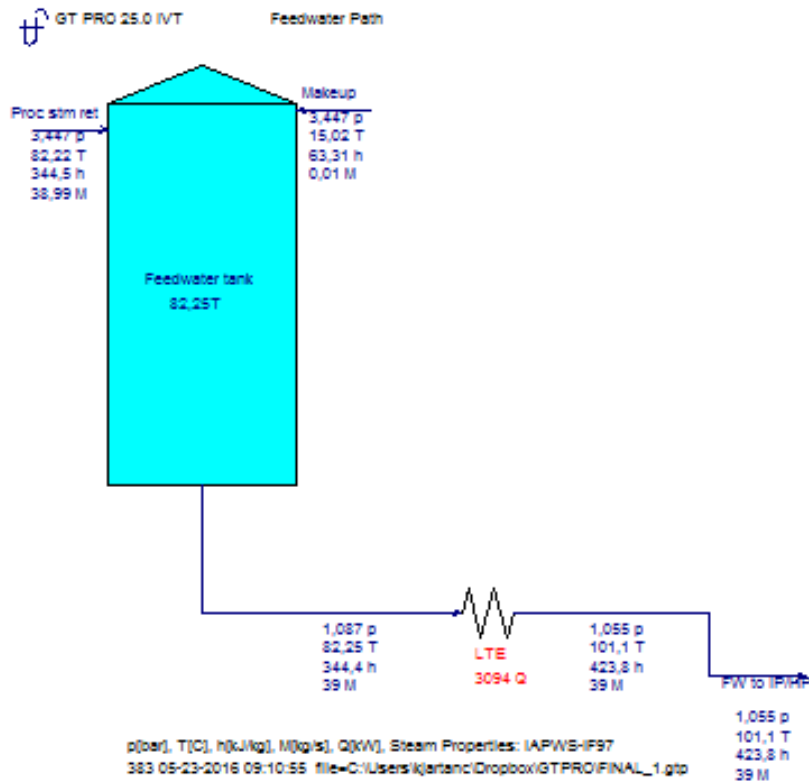 GT PRO 25.0 IVT
Feedwater Path
Proc stm ret
3,447 p
82,22 T
344,5 h
38,99 M
Makeup
3,447 p
15,02 T
63,31 h
0,01 M
Feedwater tank
82,25T
1,087 p
82,25 T
344,4 h
39 M
LTE
3094 Q
1,055 p
101,1 T
423,8 h
39 M
FW to IP/HP
1,055 p
101,1 T
423,8 h
39 M
p[bar], T[C], h[kJ/kg], M[kg/s], Q[kW], Steam Properties: IAPWS-IF97
383 05-23-2016 09:10:55 file=C:\Users\kjartanc\Dropbox\GTPRO\FINAL_1.gtp